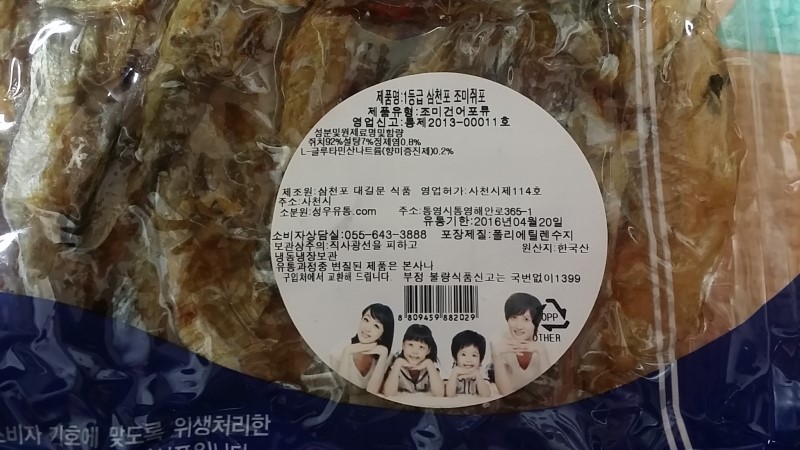 제품명:1등급 삼천포 조미쥐포
제품유형:조미건어포류
영업신고:통제2013-00011호
성분및원재료명및함량
쥐치92%설탕7%정제염0.8%
L-글루타민산나트륨(향미증진제)0.2%
제조원:삼천포 대길문 식품 영업허가:사천시제114호
주소:사천시
소분원:성우유통.com 주소:통영시통영해안로365-1
유통기한:2016년04월20일
소비자상담실:055-643-3888 포장제질:폴리에틸렌수지
보관상주의:직사광선을 피하고 원산지:한국산
냉동냉장보관
유통과정중 변질된 제품은 본사나
구입처에서 교환해 드립니다. 부정 불량식품신고는 국번없이1399
8 809459 882029
OPP
OTHER
소비자 기호에 맞도록 위생처리한